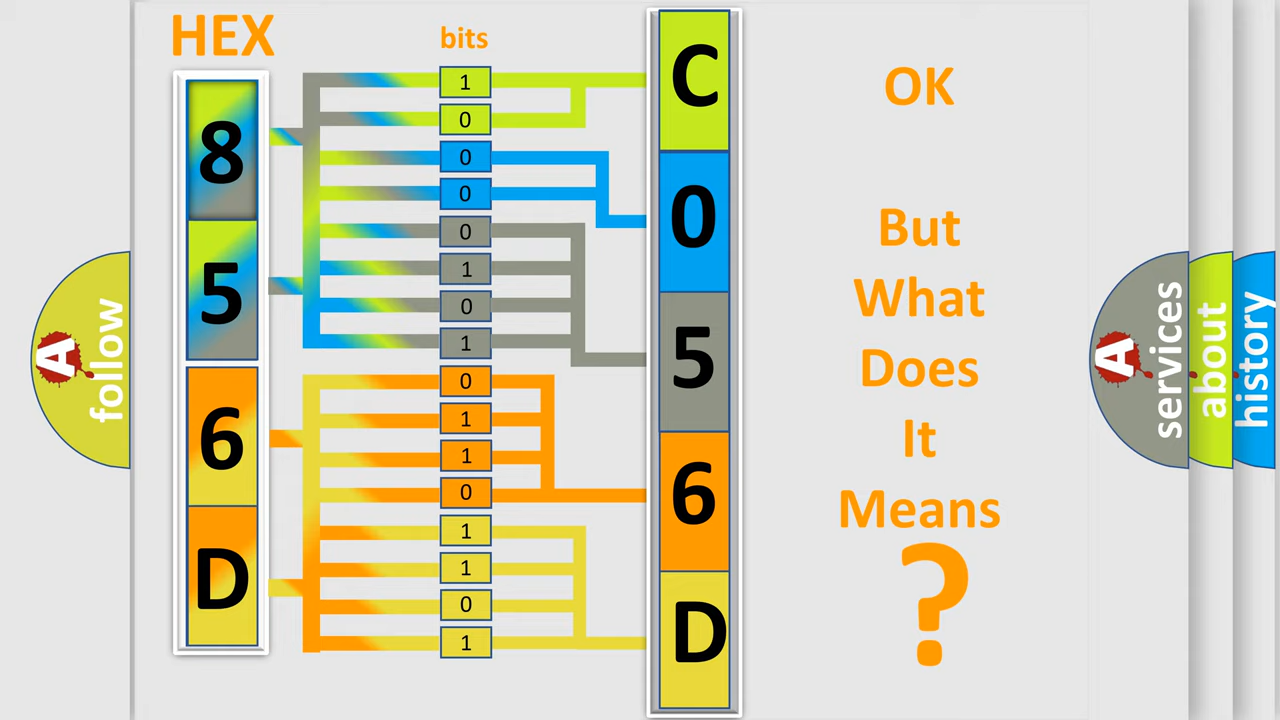 HEX
bits
8
5
6
D
1
0
0
0
0
1
0
1
0
1
1
0
1
1
0
1
C
0
5
6
D
OK
But
What
Does
It
Means
?
A
follow
A
services
about
history